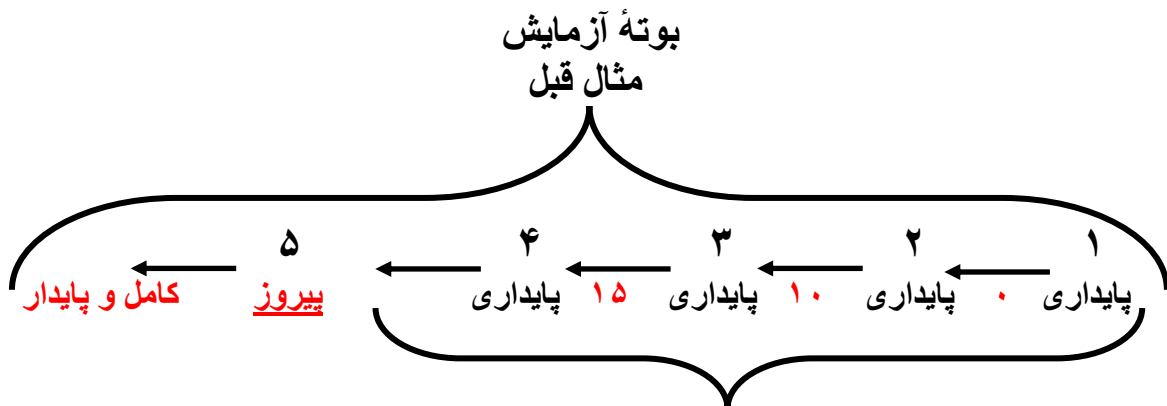 بوتهٔ آزمایش
مثال قبل
۱ ۲ ۳ ۴ ۵
پایداری ۰ پایداری ۱۰ پایداری ۱۵ پایداری پیروز کامل و پایدار